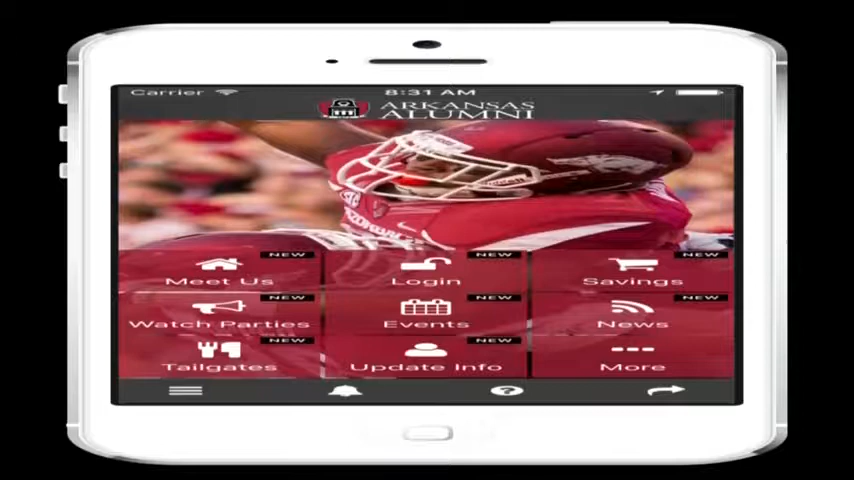 Carrier 8:31 AM
ARKANSAS
ALUMNI
NEW NEW
Meet Us Login Savings
NEW NEW NEW
Watch Parties Events News
NEW NEW
Tailgates Update Info More